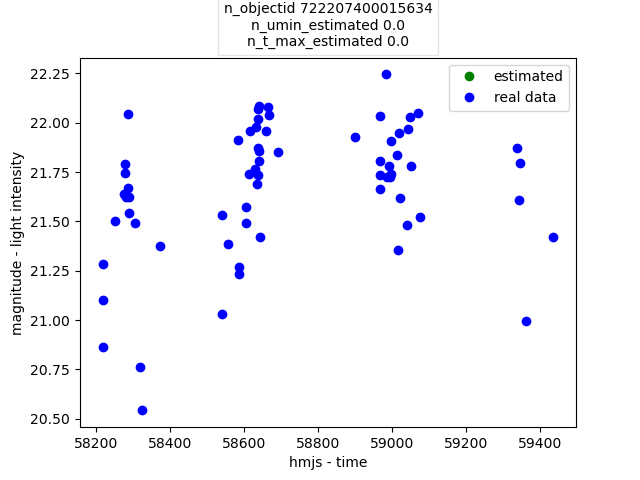 n_objectid 722207400015634
n_umin_estimated 0.0
n_t_max_estimated 0.0
estimated
real data
magnitude - light intensity
22.25
22.00
21.75
21.50
21.25
21.00
20.75
20.50
58200 58400 58600 58800 59000 59200 59400
hmjs - time